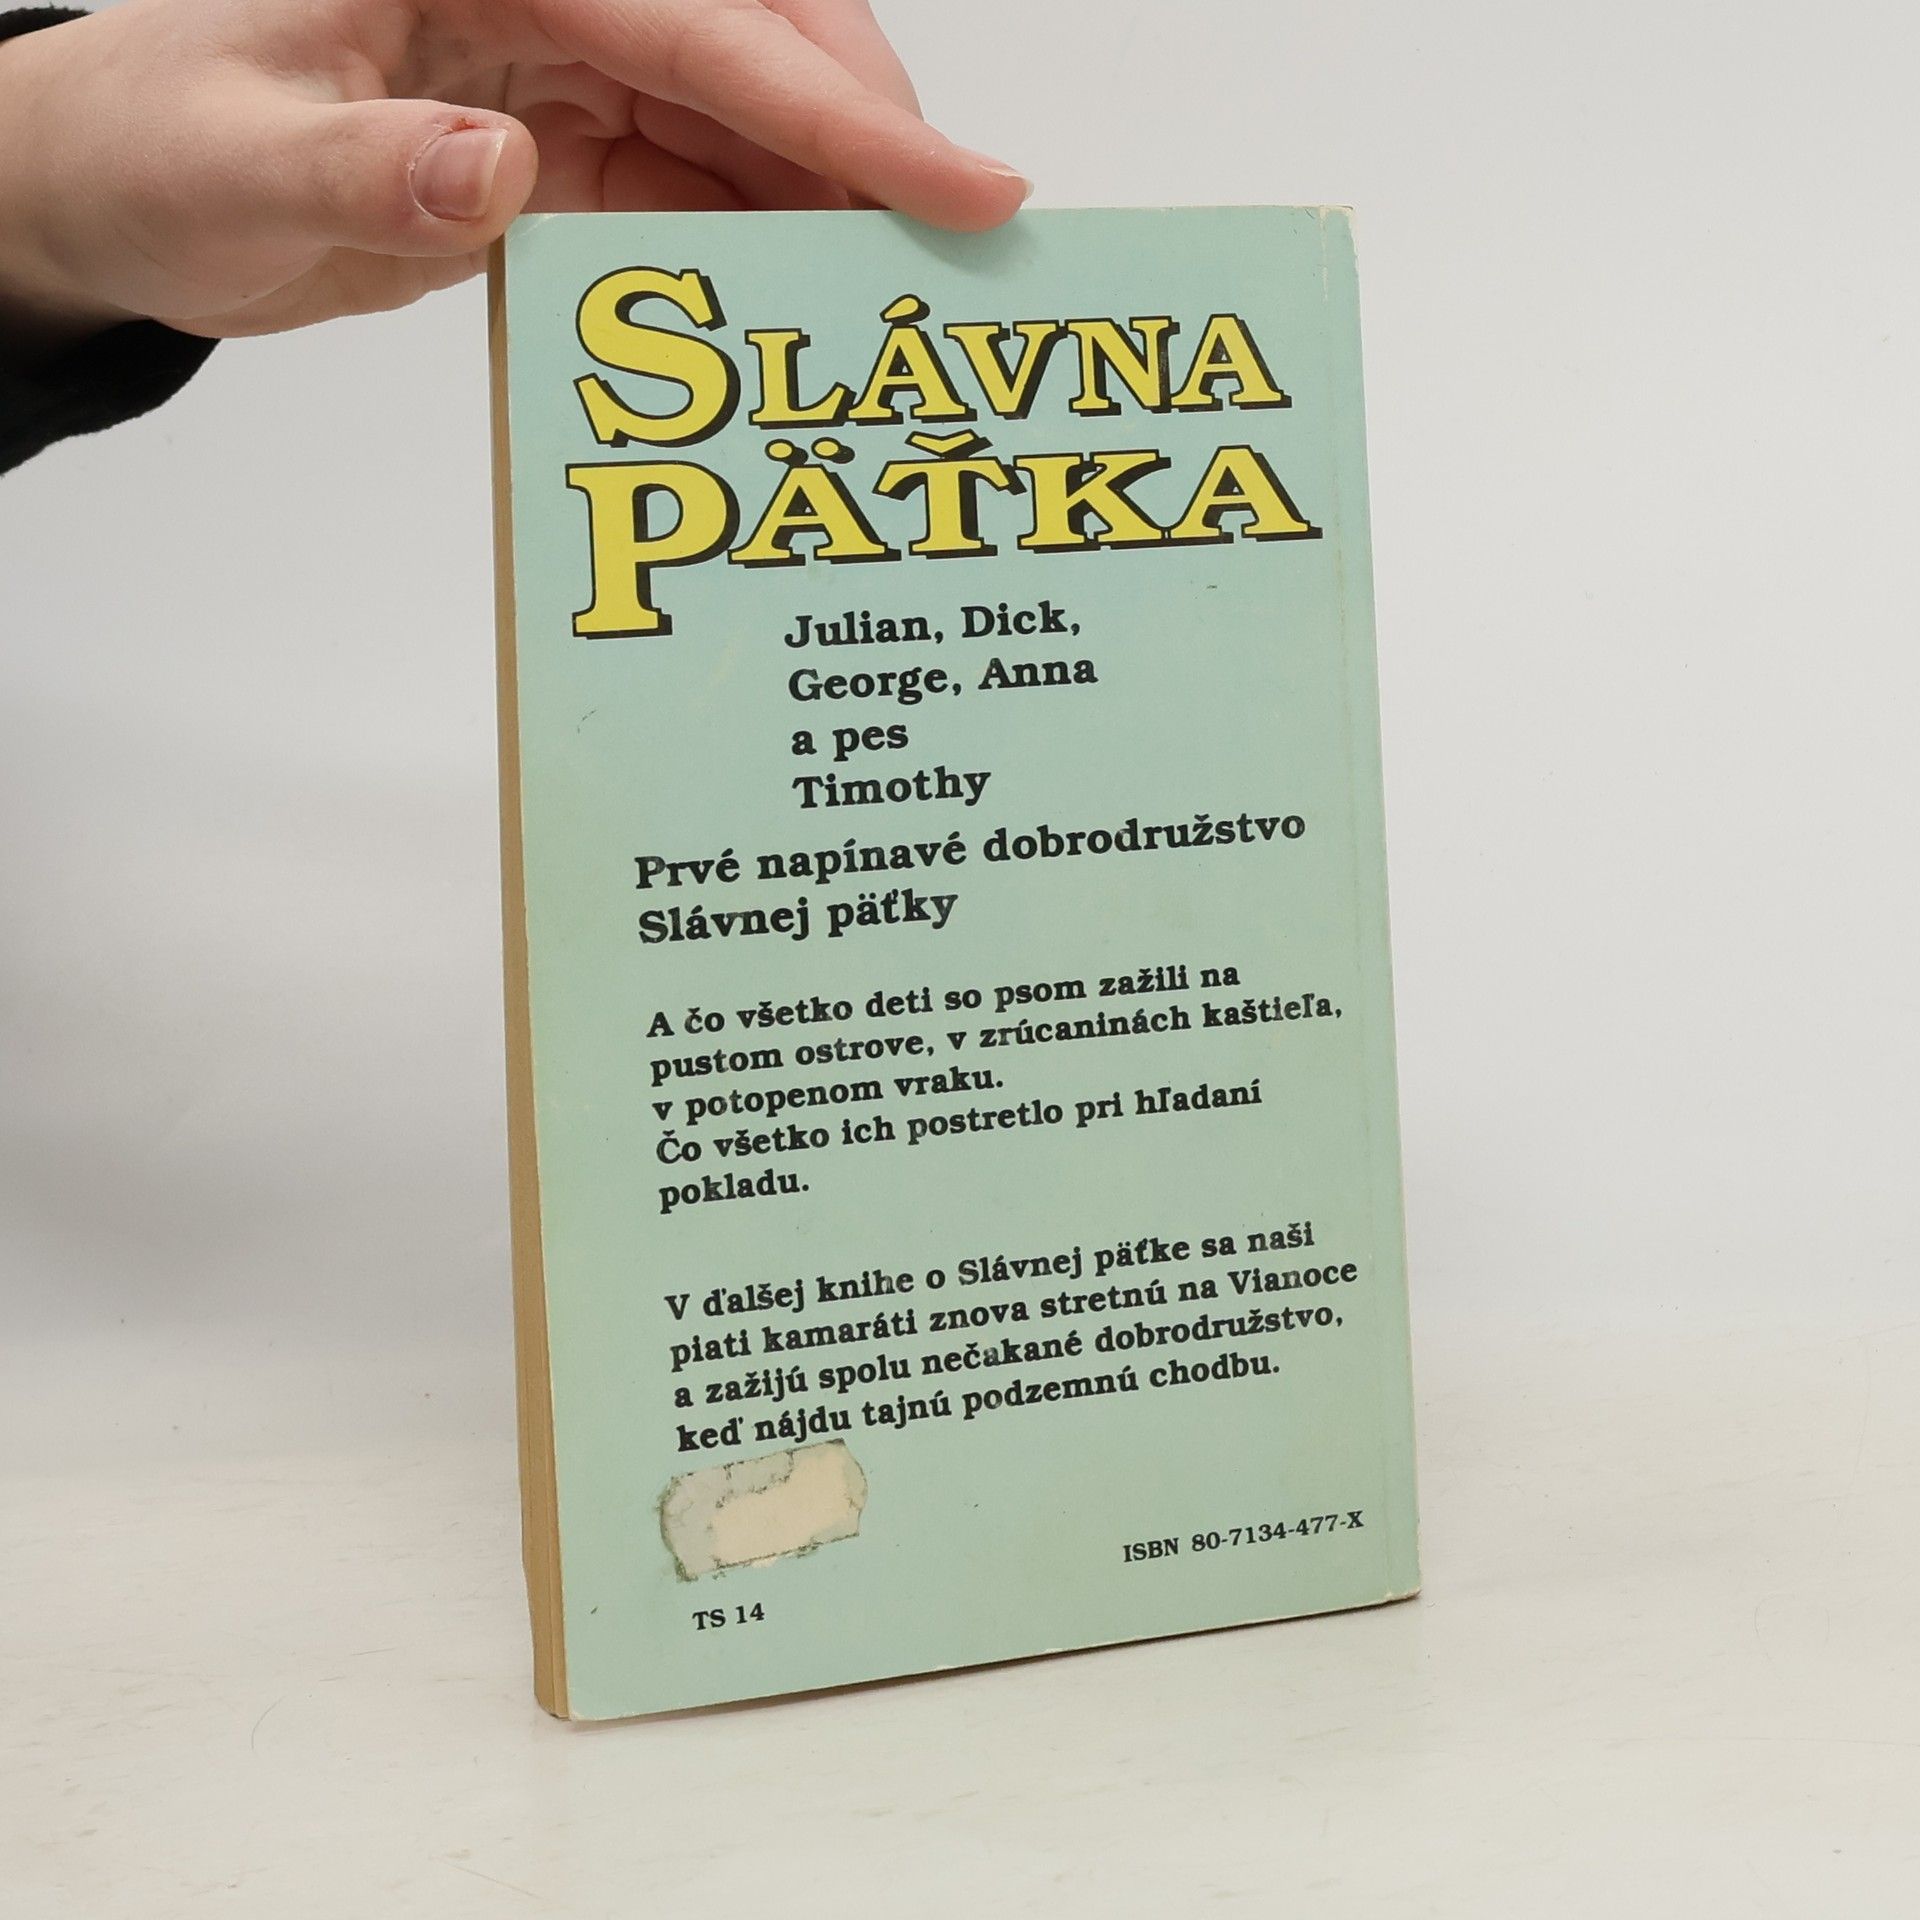 SLÁVNA
PÄŤKA
Julian, Dick,
George, Anna
a pes
Timothy
Prvé napínavé dobrodružstvo
Slávnej päťky
A čo všetko deti so psom zažili na
pustom ostrove, v zrúcaninách kaštieľa,
v potopenom vraku.
Čo všetko ich postretlo pri hľadaní
pokladu.
V ďalšej knihe o Slávnej päťke sa naši
piati kamaráti znova stretnú na Vianoce
a zažijú spolu nečakané dobrodružstvo,
keď nájdu tajnú podzemnú chodbu.
ISBN 80-7134-477-X
TS 14